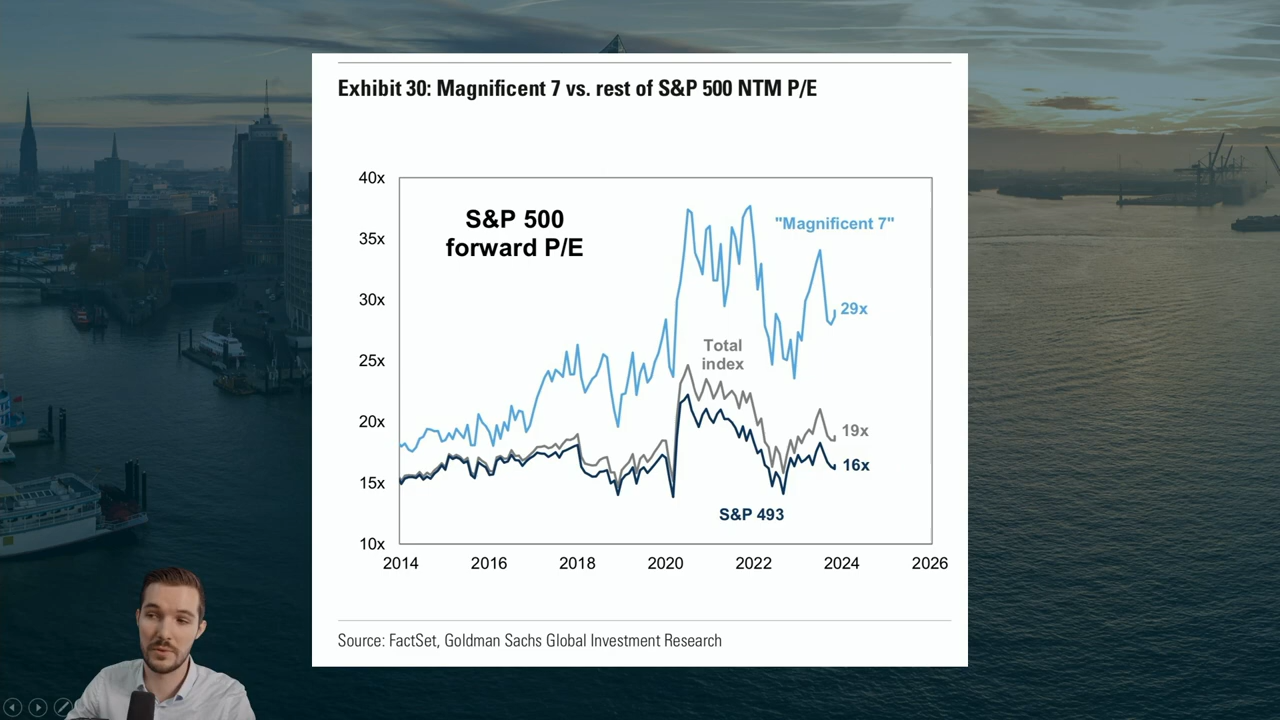 Exhibit 30: Magnificent 7 vs. rest of S&P 500 NTM P/E
40x
35x
30x
25x
20x
15x
10x
S&P 500
forward P/E
"Magnificent 7"
29x
Total
index
19x
16x
S&P 493
2014
2016
2018
2020
2022
2024
2026
Source: FactSet, Goldman Sachs Global Investment Research